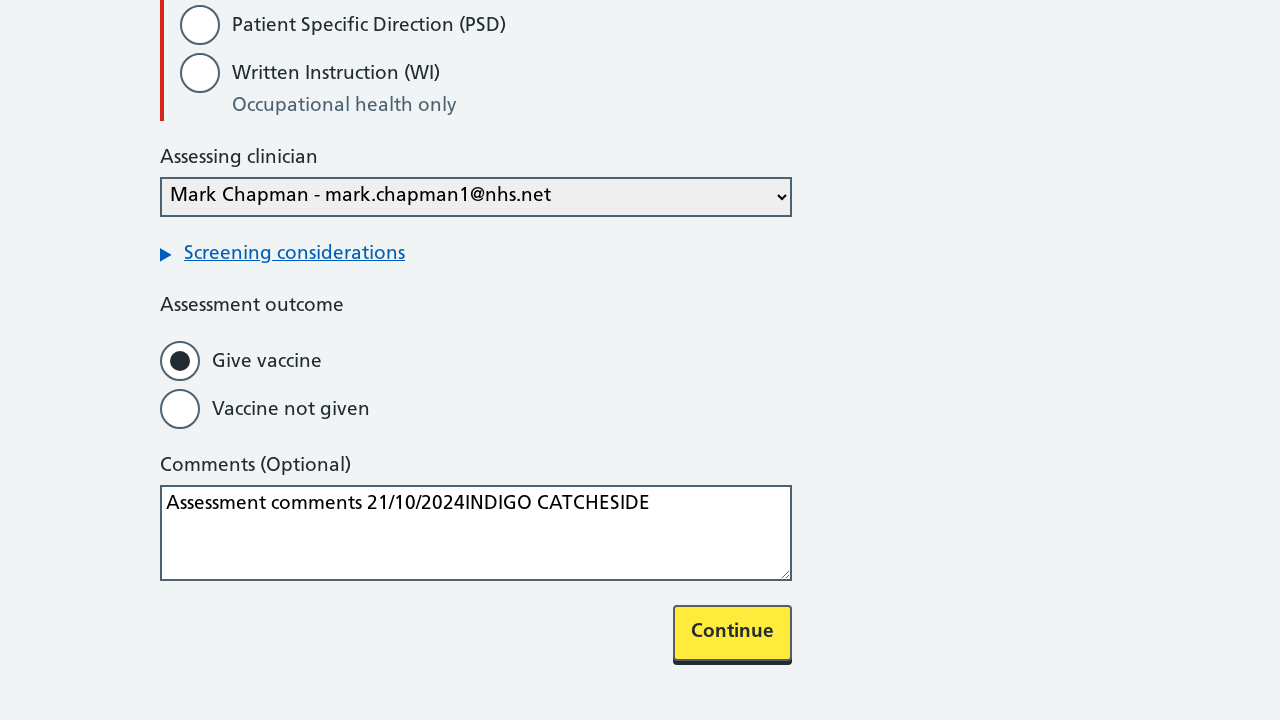 Patient Specific Direction (PSD)
Written Instruction (WI)
Occupational health only
Assessing clinician
Mark Chapman - mark.chapman1@nhs.net
Screening considerations
Assessment outcome
Give vaccine
Vaccine not given
Comments (Optional)
Assessment comments 21/10/2024INDIGO CATCHESIDE
Continue